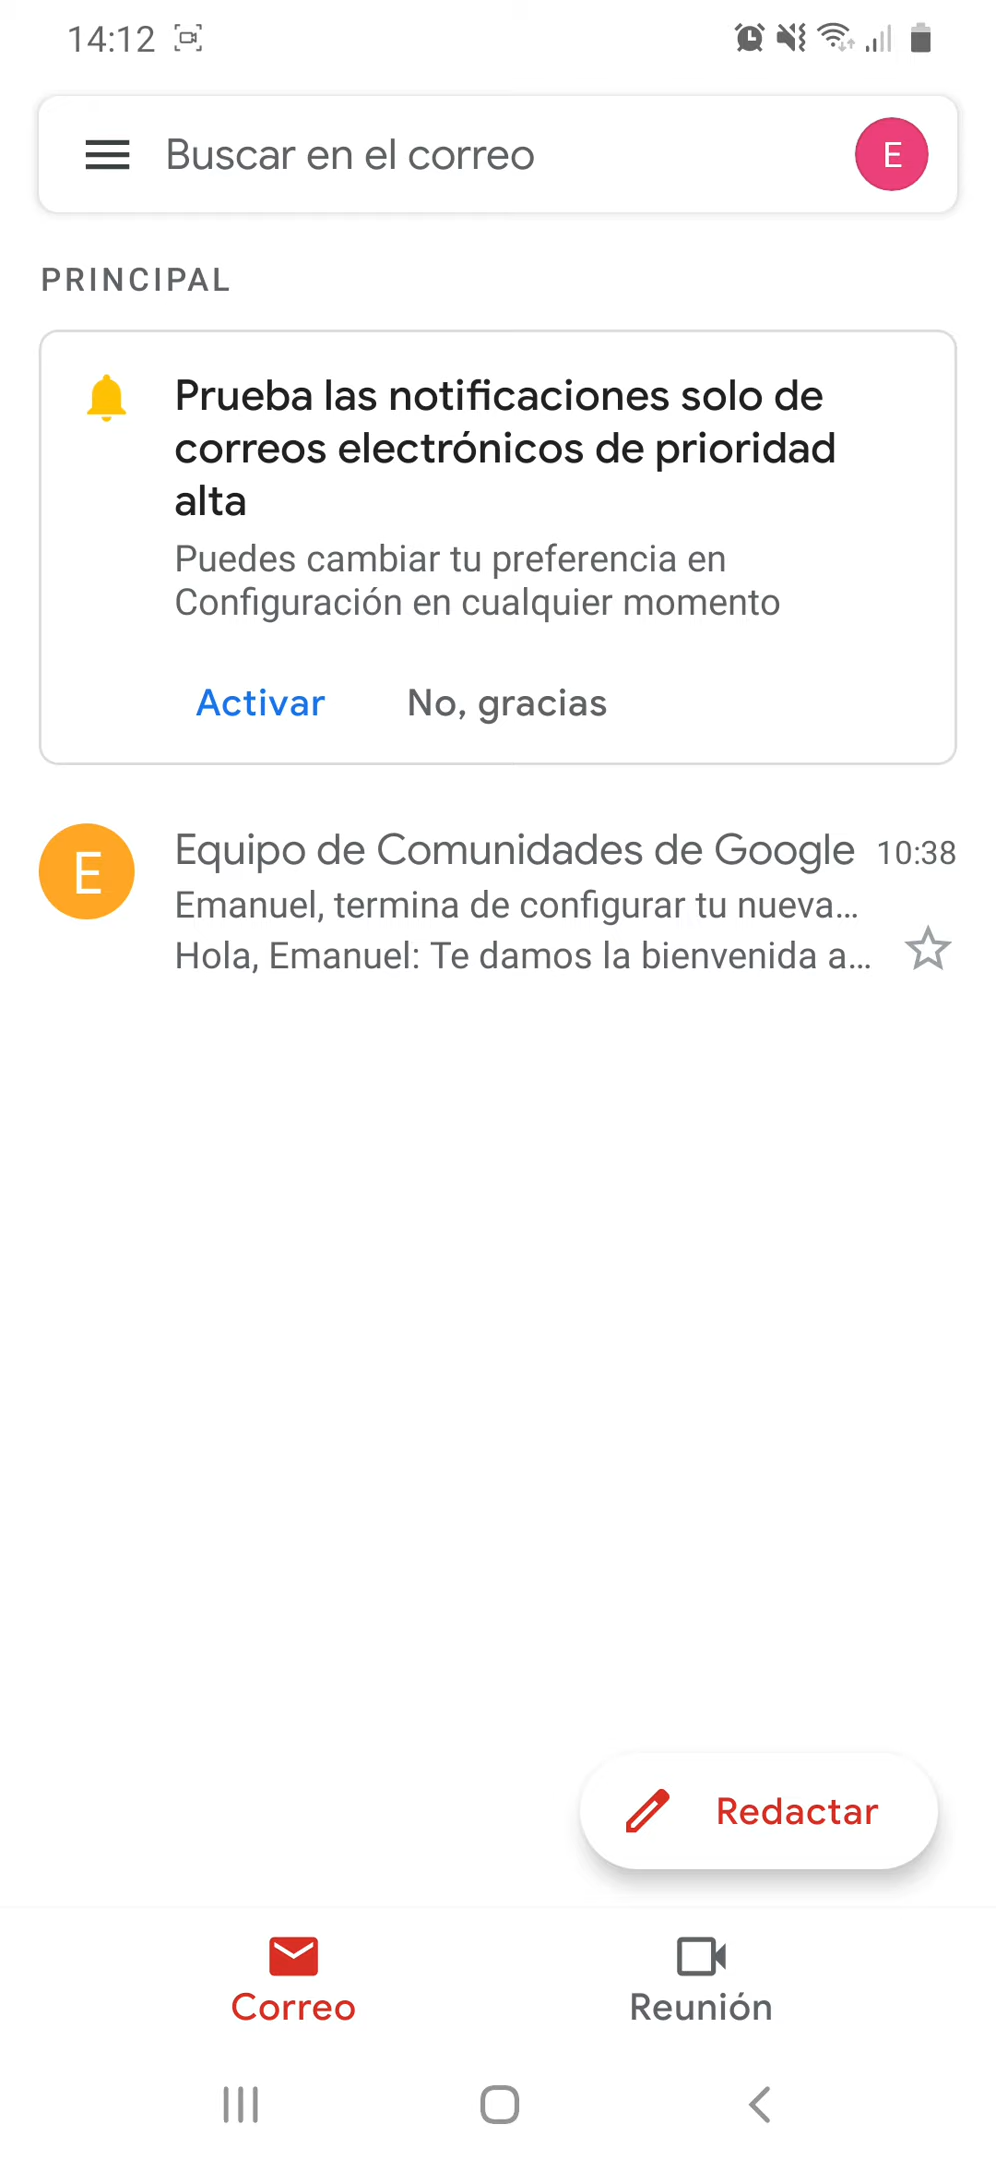 14:12
Buscar en el correo
E
PRINCIPAL
Prueba las notificaciones solo de
correos electrónicos de prioridad
alta
Puedes cambiar tu preferencia en
Configuración en cualquier momento
Activar No, gracias
E
Equipo de Comunidades de Google 10:38
Emanuel, termina de configurar tu nueva...
Hola, Emanuel: Te damos la bienvenida a...
Redactar
Correo Reunión